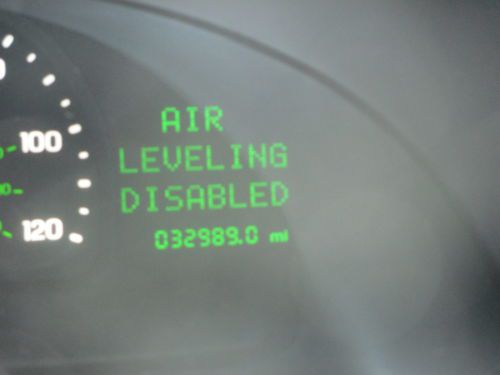 AIR
LEVELING
DISABLED
032989.0 mi
100
120